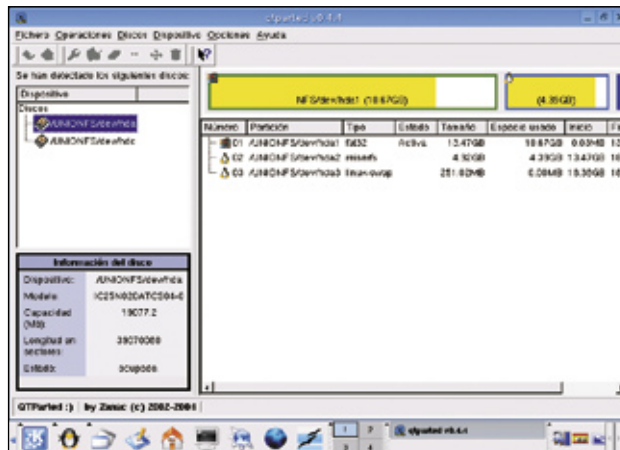 qtparted v0.4.4
Fichero Operaciones Discos Dispositivo Opciones Ayuda
Se han detectado los siguientes discos:
Dispositivo
Discos
/UNIONFS/dev/hda
/UNIONFS/dev/hdc
NFS/dev/hda1 (10.67GB)
(4.39GB)
Número Partición Tipo Estado Tamaño Espacio usado Inicio
01 /UNIONFS/dev/hda1 fat32 Activa 13.47GB 10.67GB 0.03MB
02 /UNIONFS/dev/hda2 4.92GB 4.39GB 13.47GB
03 /UNIONFS/dev/hda3 linux-swap 251.02MB 0.00MB 18.38GB
Información del disco
Dispositivo: /UNIONFS/dev/hda
Modelo: IC25N020ATCS04-0
Capacidad (Mb): 19077.2
Longitud en sectores: 39070080
Estado: ocupado
QTParted :) by Zanac (c) 2002-2004
1 2
3 4
qtparted v0.4.4